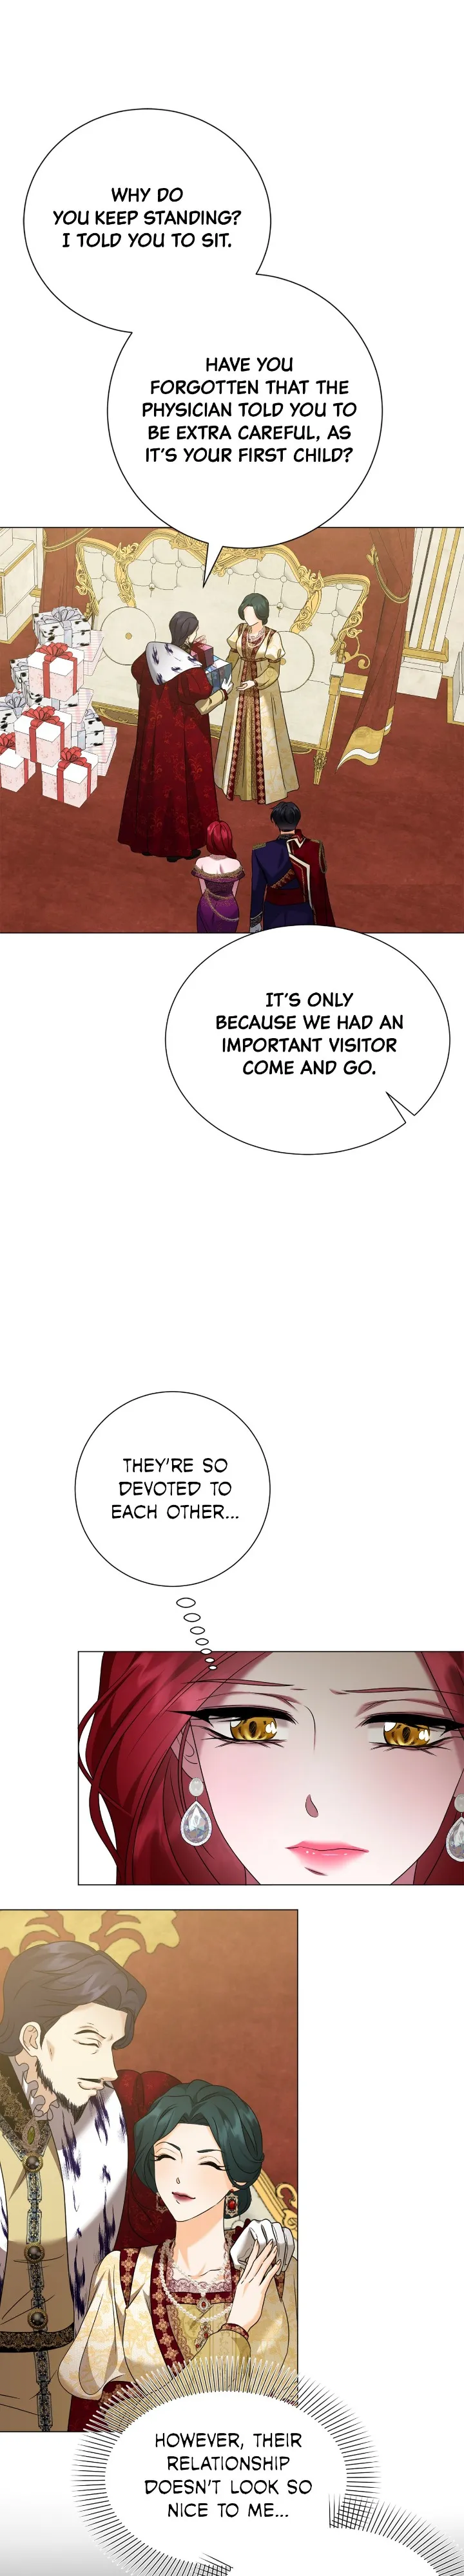 WHY DO
YOU KEEP STANDING?
I TOLD YOU TO SIT.
HAVE YOU
FORGOTTEN THAT THE
PHYSICIAN TOLD YOU TO
BE EXTRA CAREFUL, AS
IT'S YOUR FIRST CHILD?
IT'S ONLY
BECAUSE WE HAD AN
IMPORTANT VISITOR
COME AND GO.
THEY'RE SO
DEVOTED TO
EACH OTHER...
HOWEVER, THEIR
RELATIONSHIP
DOESN'T LOOK SO
NICE TO ME...